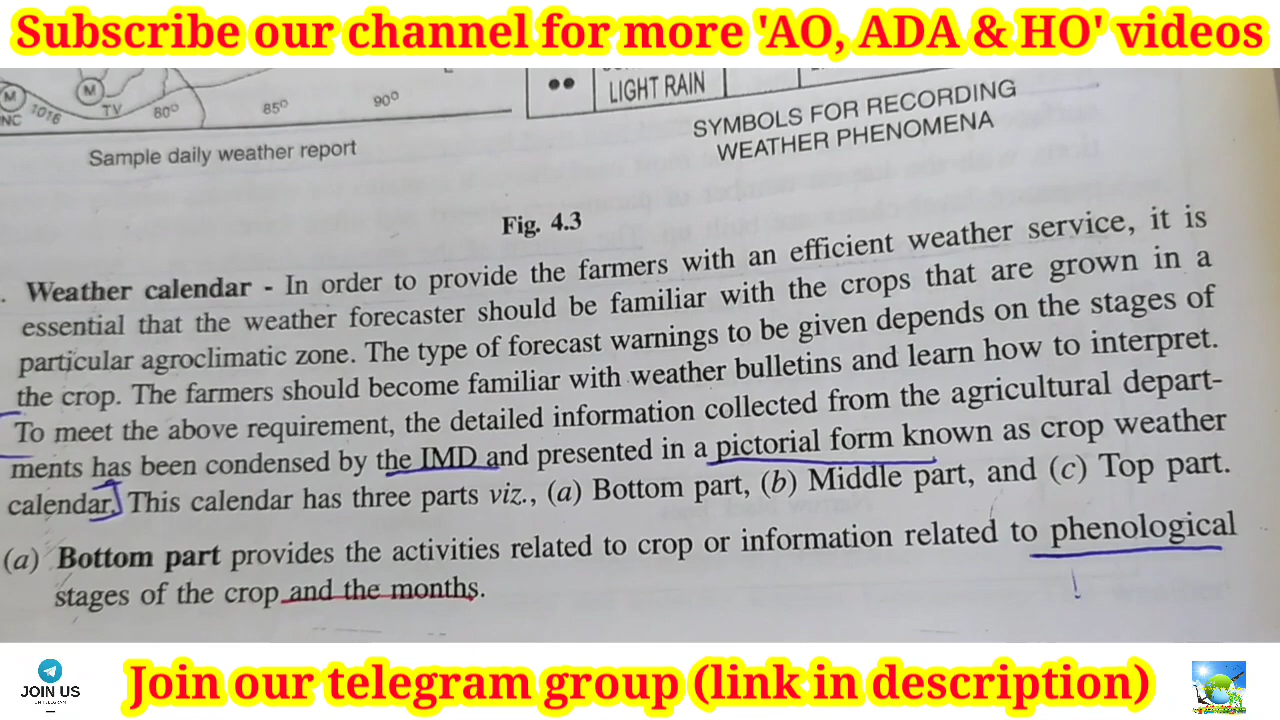 Subscribe our channel for more 'AO, ADA & HO' videos
M
M
NC
1016
TV
80⁰
85⁰
90⁰
●● LIGHT RAIN
Sample daily weather report
SYMBOLS FOR RECORDING
WEATHER PHENOMENA
Fig. 4.3
. Weather calendar - In order to provide the farmers with an efficient weather service, it is
essential that the weather forecaster should be familiar with the crops that are grown in a
particular agroclimatic zone. The type of forecast warnings to be given depends on the stages of
the crop. The farmers should become familiar with weather bulletins and learn how to interpret.
To meet the above requirement, the detailed information collected from the agricultural depart-
ments has been condensed by the IMD and presented in a pictorial form known as crop weather
calendar. This calendar has three parts viz., (a) Bottom part, (b) Middle part, and (c) Top part.
(a) Bottom part provides the activities related to crop or information related to phenological
stages of the crop and the months.
JOIN US
ON TELEGRAM
Join our telegram group (link in description)